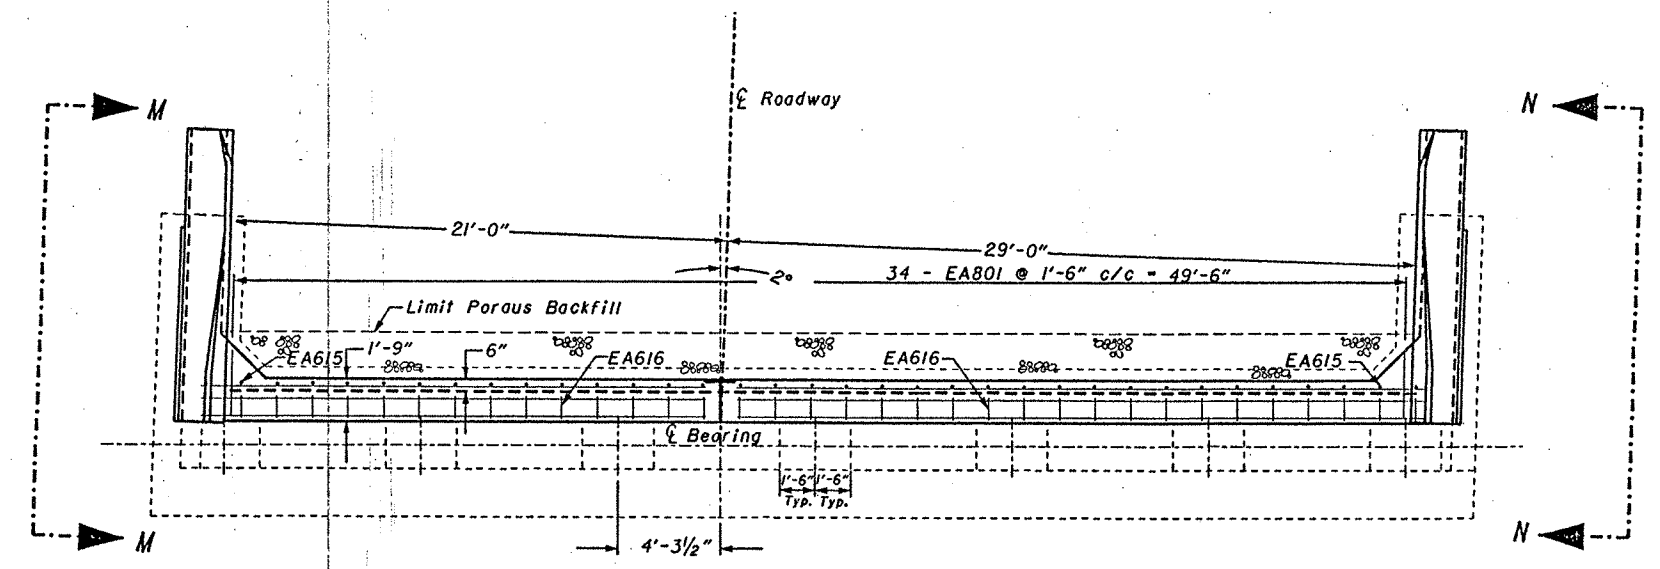 M
℄ Roadway
N
21'-0"
29'-0"
2°
34 - EA801 @ 1'-6" c/c = 49'-6"
Limit Porous Backfill
EA615
1'-9"
6"
EA616
EA616
EA615
℄ Bearing
1'-6" 1'-6"
Typ. Typ.
M
4'-3½"
N